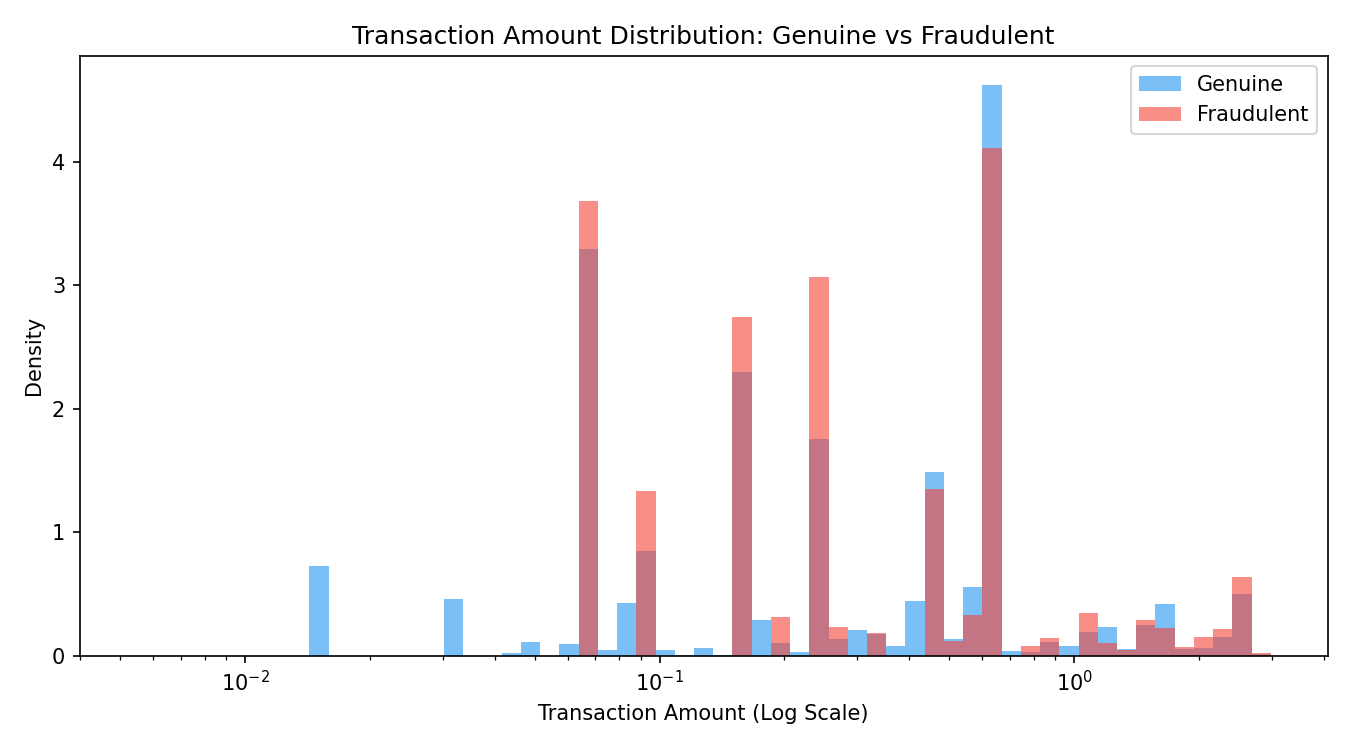 Transaction Amount Distribution: Genuine vs Fraudulent
Genuine
Fraudulent
Density
4
3
2
1
0
10⁻²
10⁻¹
10⁰
Transaction Amount (Log Scale)